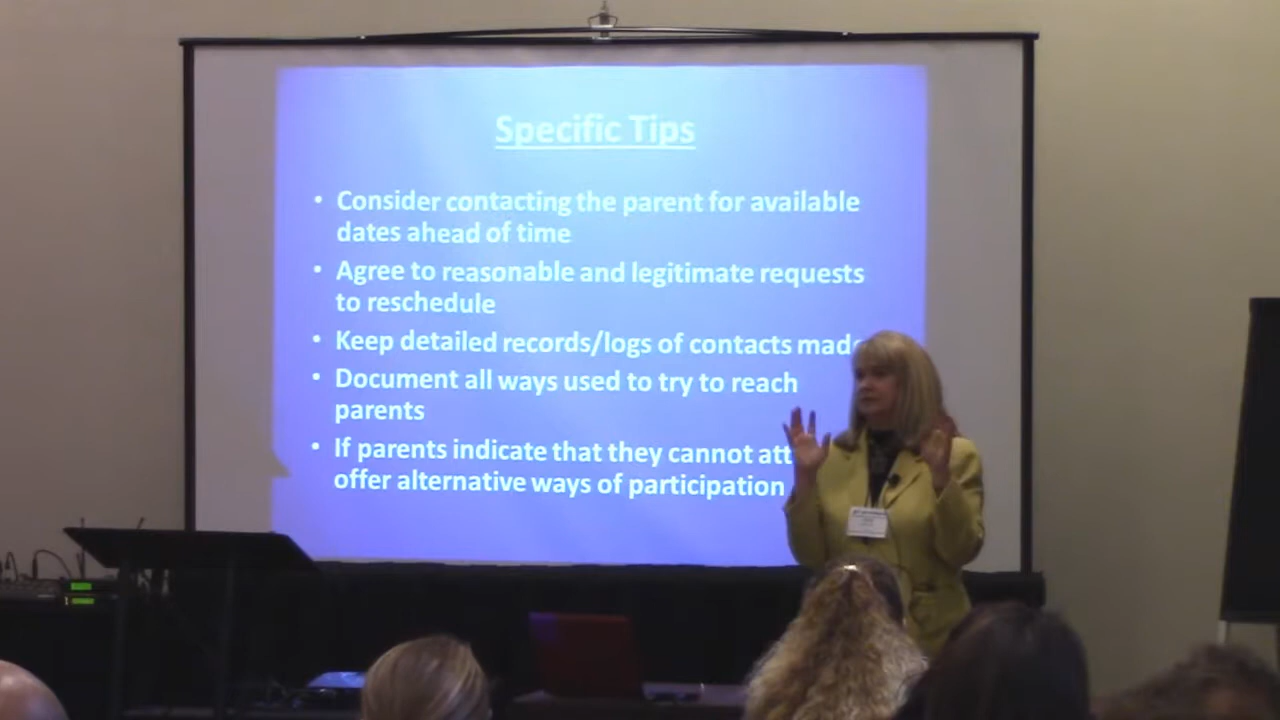 Specific Tips
• Consider contacting the parent for available
dates ahead of time
• Agree to reasonable and legitimate requests
to reschedule
• Keep detailed records/logs of contacts made
• Document all ways used to try to reach
parents
• If parents indicate that they cannot att
offer alternative ways of participation